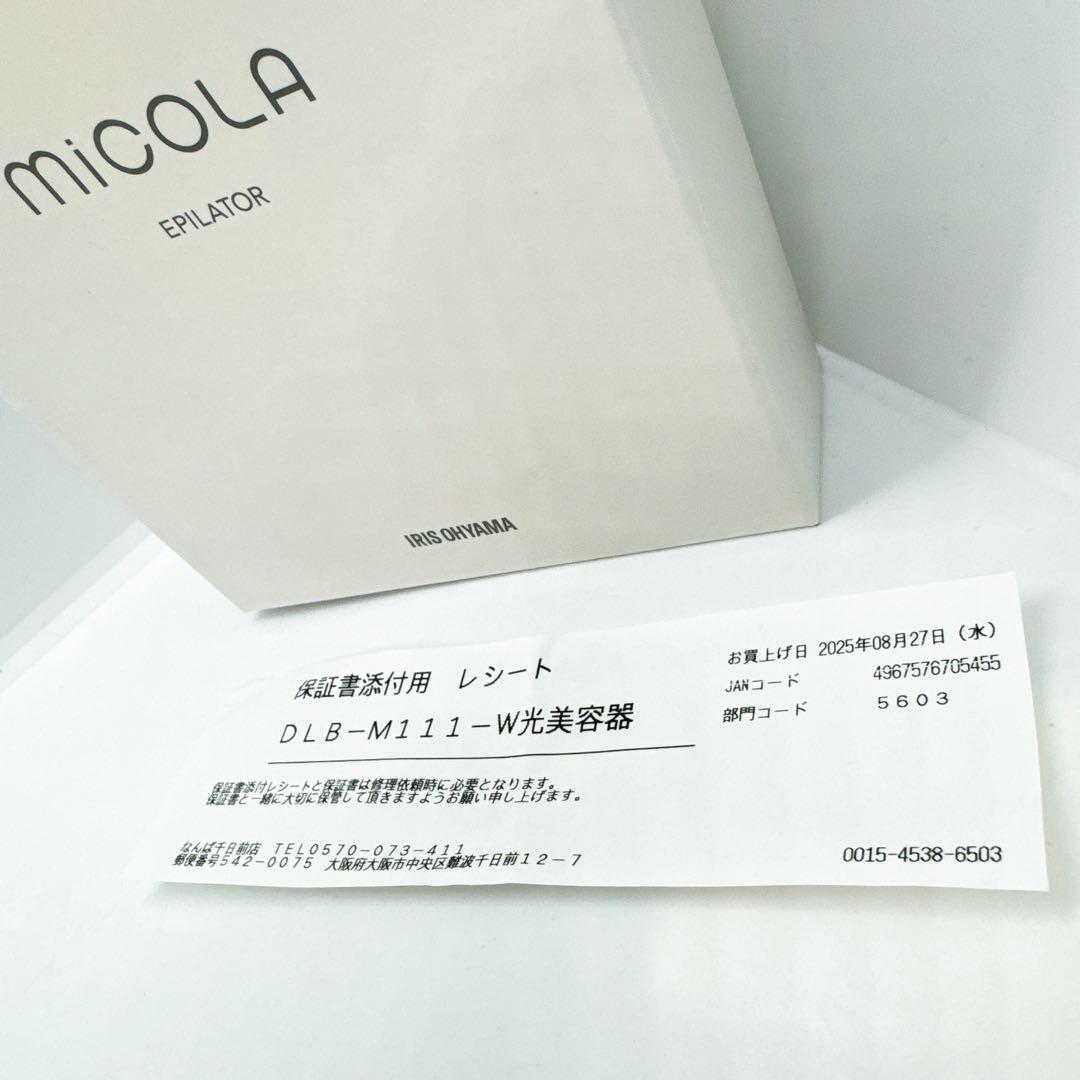 miCOLA
EPILATOR
IRIS OHYAMA
保証書添付用 レシート
DLB-M111-W光美容器
お買上げ日 2025年08月27日(水)
JANコード 4967576705455
部門コード 5603
保証書添付レシートと保証書は修理依頼時に必要となります。
保証書と一緒に大切に保管して頂きますようお願い申し上げます。
なんば千日前店 TEL0570-073-411
郵便番号542-0075 大阪府大阪市中央区難波千日前12-7
0015-4538-6503